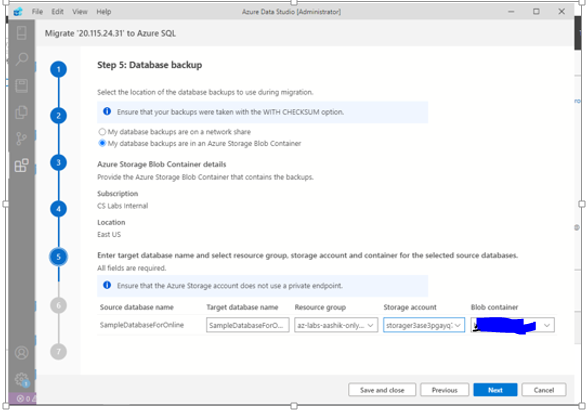 File Edit View Help
Azure Data Studio [Administrator]
Migrate '20.115.24.31' to Azure SQL
1
2
3
4
5
6
7
Step 5: Database backup
Select the location of the database backups to use during migration.
Ensure that your backups were taken with the WITH CHECKSUM option.
My database backups are on a network share
My database backups are in an Azure Storage Blob Container
Azure Storage Blob Container details
Provide the Azure Storage Blob Container that contains the backups.
Subscription
CS Labs Internal
Location
East US
Enter target database name and select resource group, storage account and container for the selected source databases.
All fields are required.
Ensure that the Azure Storage account does not use a private endpoint.
Source database name Target database name Resource group Storage account Blob container
SampleDatabaseForOnline SampleDatabaseForO... az-labs-aashik-only...
Save and close Previous Next Cancel